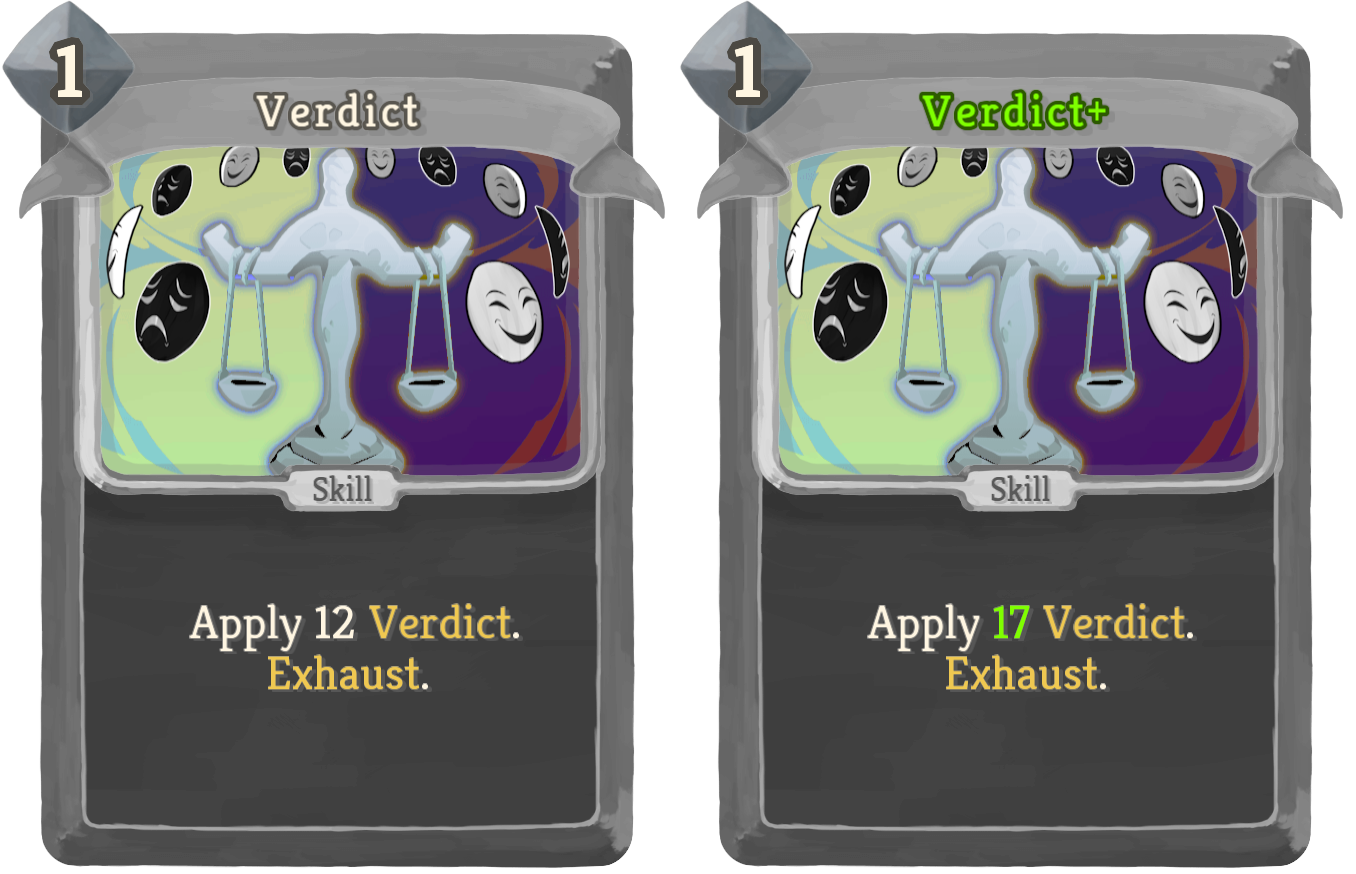 1
Verdict
Skill
Apply 12 Verdict.
Exhaust.
1
Verdict+
Skill
Apply 17 Verdict.
Exhaust.